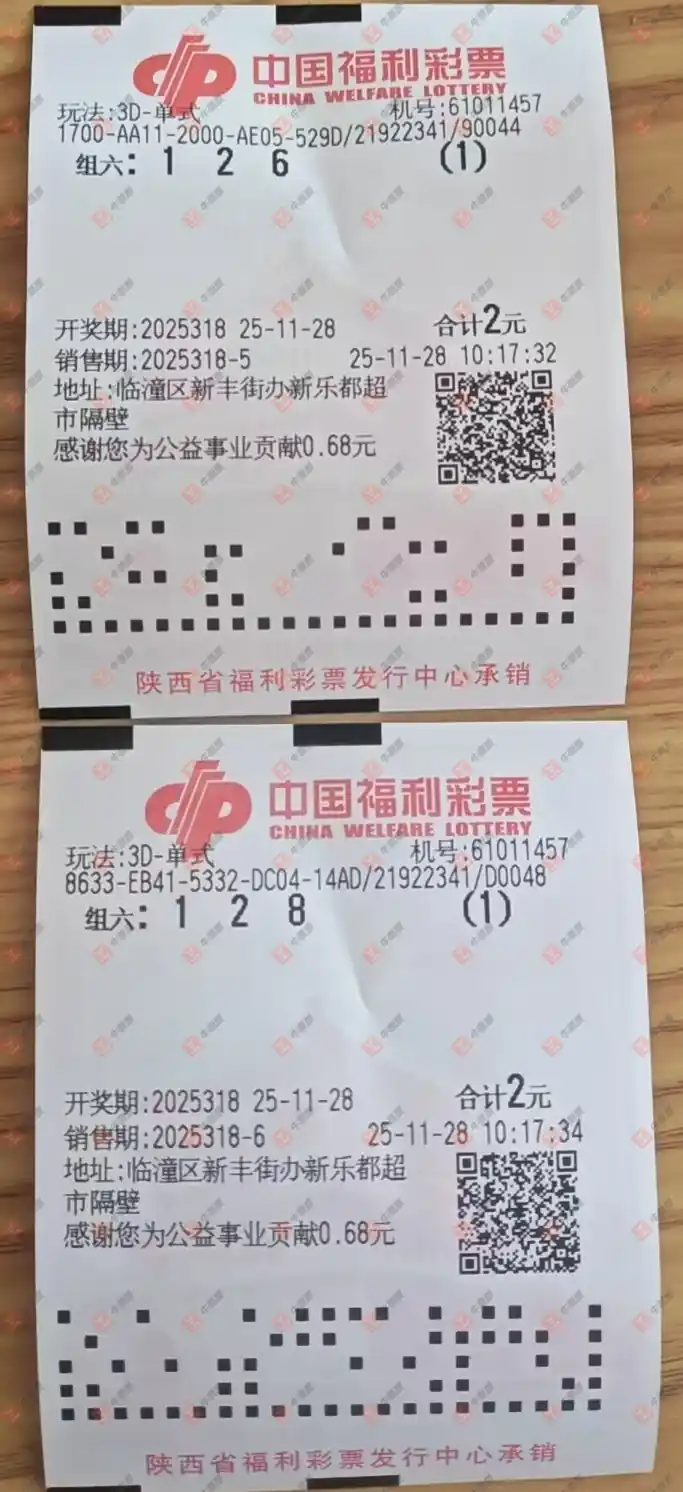 中国福利彩票
CHINA WELFARE LOTTERY
玩法:3D-单式 机号:61011457
1700-AA11-2000-AE05-529D/21922341/90044
组六: 1 2 6 (1)
开奖期:2025318 25-11-28 合计2元
销售期:2025318-5 25-11-28 10:17:32
地址:临潼区新丰街办新乐都超
市隔壁
感谢您为公益事业贡献0.68元
陕西省福利彩票发行中心承销
中国福利彩票
CHINA WELFARE LOTTERY
玩法:3D-单式 机号:61011457
8633-EB41-5332-DC04-14AD/21922341/D0048
组六: 1 2 8 (1)
开奖期:2025318 25-11-28 合计2元
销售期:2025318-6 25-11-28 10:17:34
地址:临潼区新丰街办新乐都超
市隔壁
感谢您为公益事业贡献0.68元
陕西省福利彩票发行中心承销